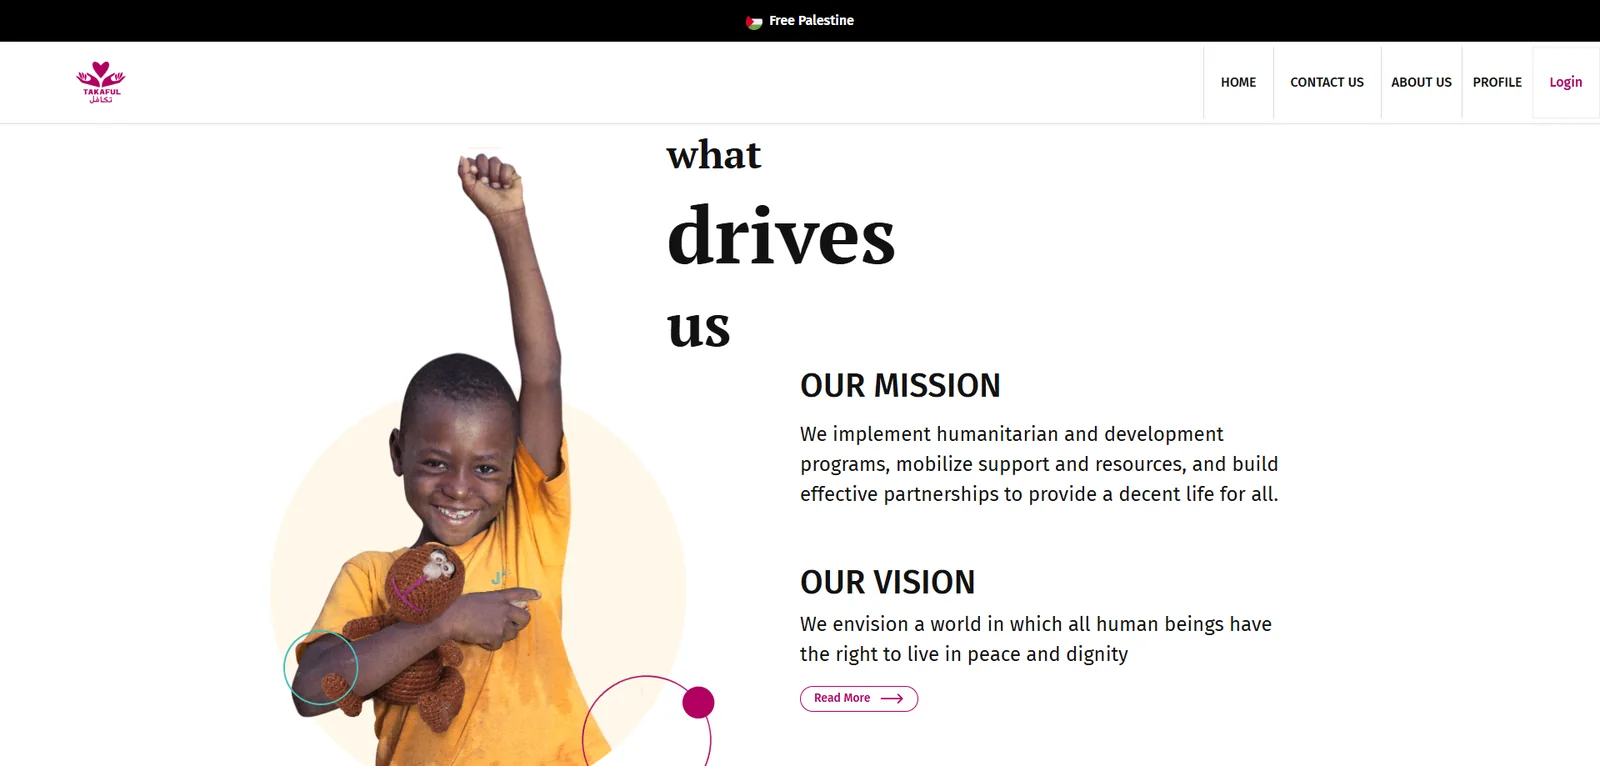 Free Palestine
TAKAFUL
تكافل
HOME
CONTACT US
ABOUT US
PROFILE
Login
what
drives
us
OUR MISSION
We implement humanitarian and development
programs, mobilize support and resources, and build
effective partnerships to provide a decent life for all.
OUR VISION
We envision a world in which all human beings have
the right to live in peace and dignity
Read More